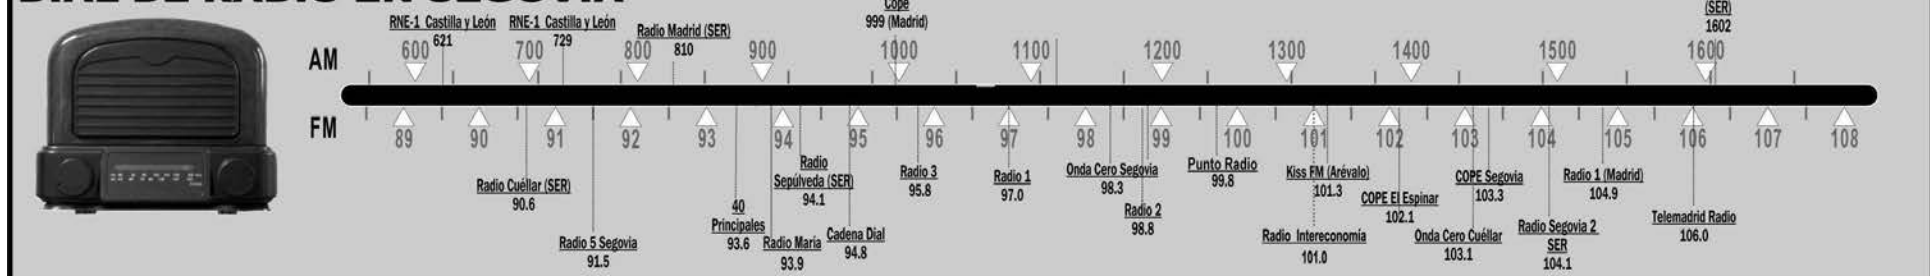 DIAL DE RADIO EN SEGOVIA
AM
RNE-1 Castilla y León
621
RNE-1 Castilla y León
729
Radio Madrid (SER)
810
Cope
999 (Madrid)
(SER)
1602
600
700
800
900
1000
1100
1200
1300
1400
1500
1600
FM
89
90
91
92
93
94
95
96
97
98
99
100
101
102
103
104
105
106
107
108
Radio Cuéllar (SER)
90.6
Radio 5 Segovia
91.5
40
Principales
93.6
Radio María
93.9
Radio
Sepúlveda (SER)
94.1
Cadena Dial
94.8
Radio 3
95.8
Radio 1
97.0
Onda Cero Segovia
98.3
Radio 2
98.8
Punto Radio
99.8
Radio Intereconomía
101.0
Kiss FM (Arévalo)
101.3
COPE El Espinar
102.1
Onda Cero Cuéllar
103.1
COPE Segovia
103.3
Radio Segovia 2
SER
104.1
Radio 1 (Madrid)
104.9
Telemadrid Radio
106.0